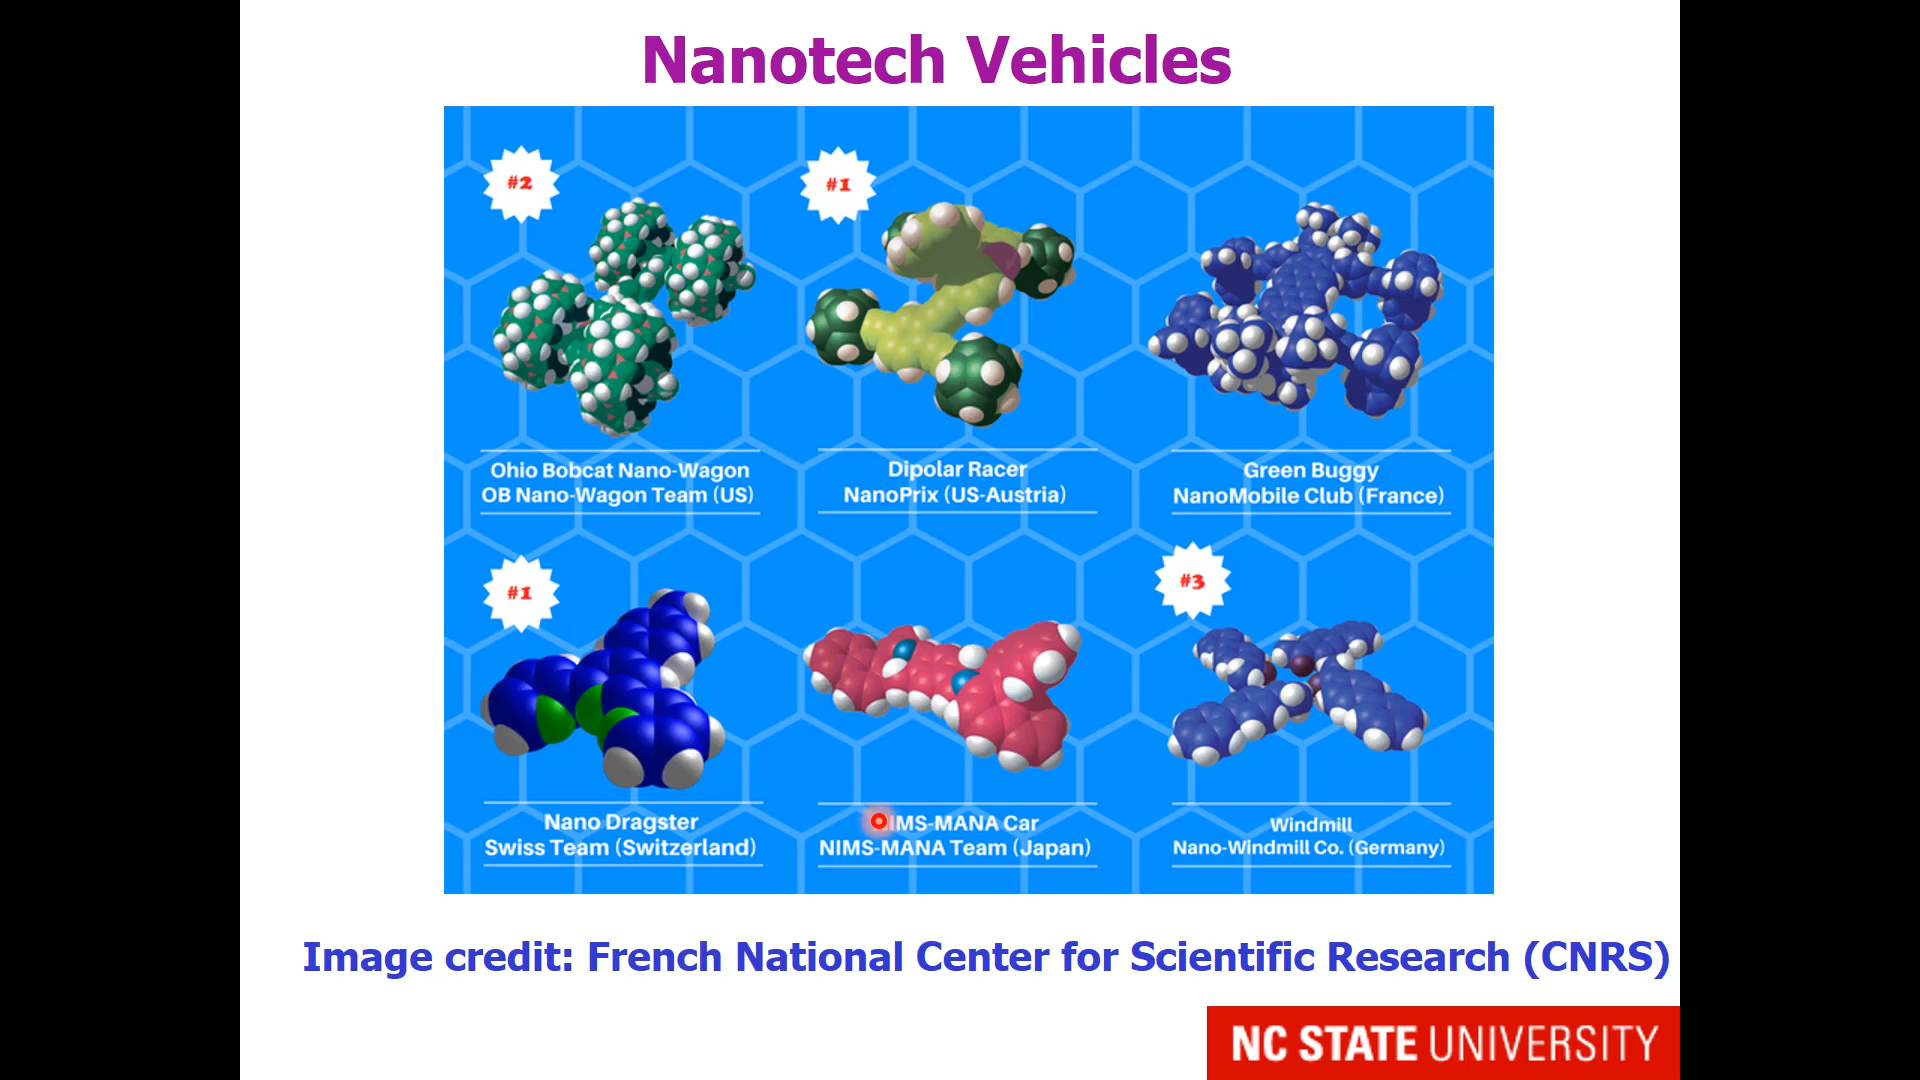 Nanotech Vehicles
#2
#1
Ohio Bobcat Nano-Wagon
OB Nano-Wagon Team (US)
Dipolar Racer
NanoPrix (US-Austria)
Green Buggy
NanoMobile Club (France)
#1
#3
Nano Dragster
Swiss Team (Switzerland)
IMS-MANA Car
NIMS-MANA Team (Japan)
Windmill
Nano-Windmill Co. (Germany)
Image credit: French National Center for Scientific Research (CNRS)
NC STATE UNIVERSITY